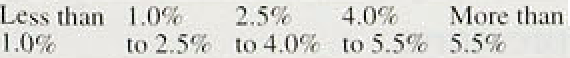 Less than 1.0% 2.5% 4.0% More than
1.0% to 2.5% to 4.0% to 5.5% 5.5%